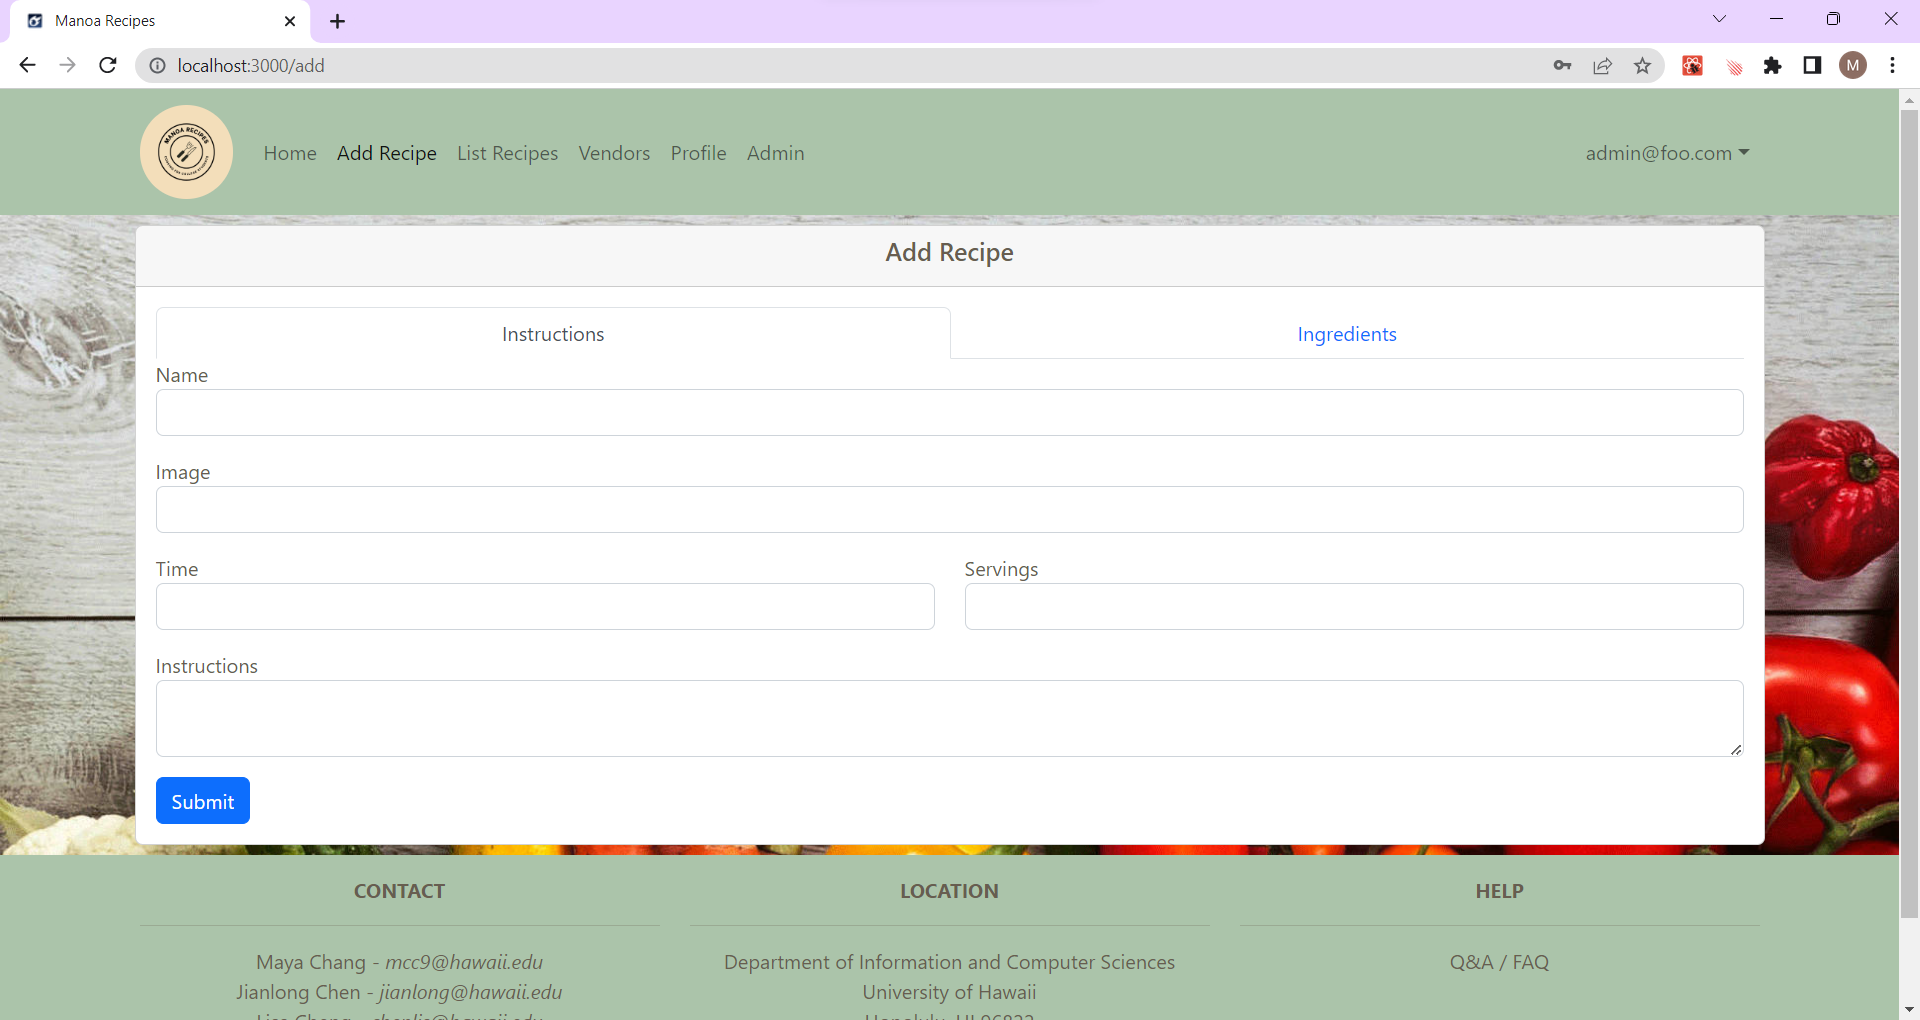 Manoa Recipes
localhost:3000/add
M
MANOA RECIPES
Home Add Recipe List Recipes Vendors Profile Admin admin@foo.com
Add Recipe
Instructions Ingredients
Name
Image
Time Servings
Instructions
Submit
CONTACT LOCATION HELP
Maya Chang - mcc9@hawaii.edu Department of Information and Computer Sciences Q&A / FAQ
Jianlong Chen - jianlong@hawaii.edu University of Hawaii